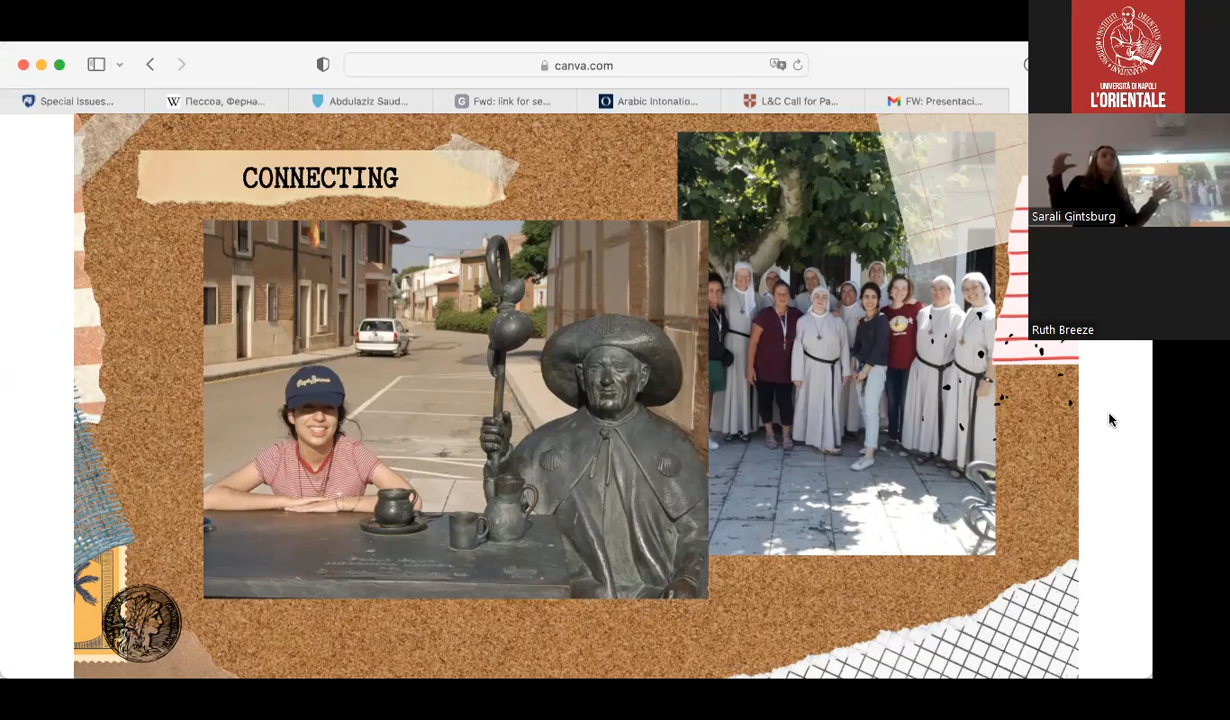 canva.com
Special Issues...
Пессоа, Ферна...
Abdulaziz Saud...
Fwd: link for se...
Arabic Intonatio...
L&C Call for Pa...
FW: Presentaci...
CONNECTING
UNIVERSITÀ DI NAPOLI
L'ORIENTALE
Sarali Gintsburg
Ruth Breeze